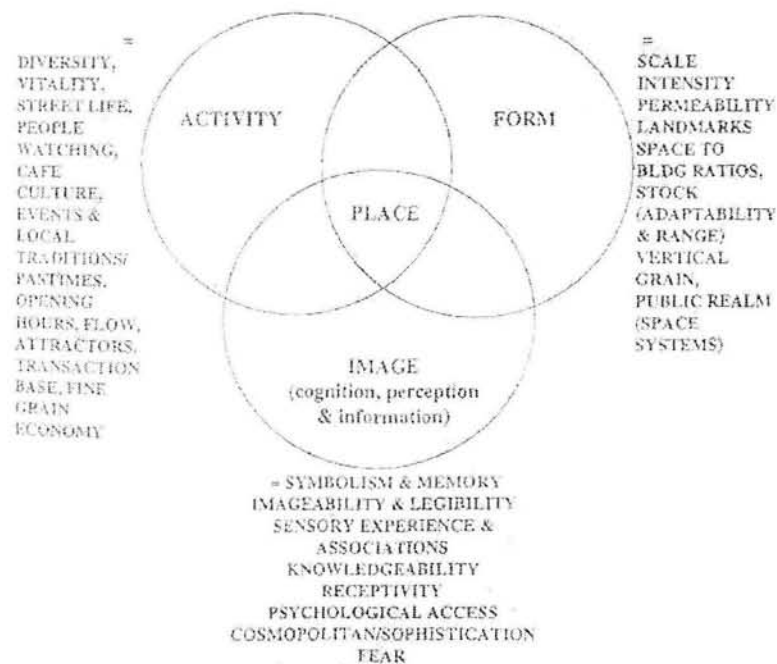 =
DIVERSITY,
VITALITY,
STREET LIFE,
PEOPLE
WATCHING,
CAFE
CULTURE,
EVENTS &
LOCAL
TRADITIONS/
PASTIMES,
OPENING
HOURS, FLOW,
ATTRACTORS,
TRANSACTION
BASE, FINE
GRAIN
ECONOMY
ACTIVITY
FORM
PLACE
IMAGE
(cognition, perception
& information)
=
SCALE
INTENSITY
PERMEABILITY
LANDMARKS
SPACE TO
BLDG RATIOS,
STOCK
(ADAPTABILITY
& RANGE)
VERTICAL
GRAIN,
PUBLIC REALM
(SPACE
SYSTEMS)
= SYMBOLISM & MEMORY
IMAGEABILITY & LEGIBILITY
SENSORY EXPERIENCE &
ASSOCIATIONS
KNOWLEDGEABILITY
RECEPTIVITY
PSYCHOLOGICAL ACCESS
COSMOPOLITAN/SOPHISTICATION
FEAR